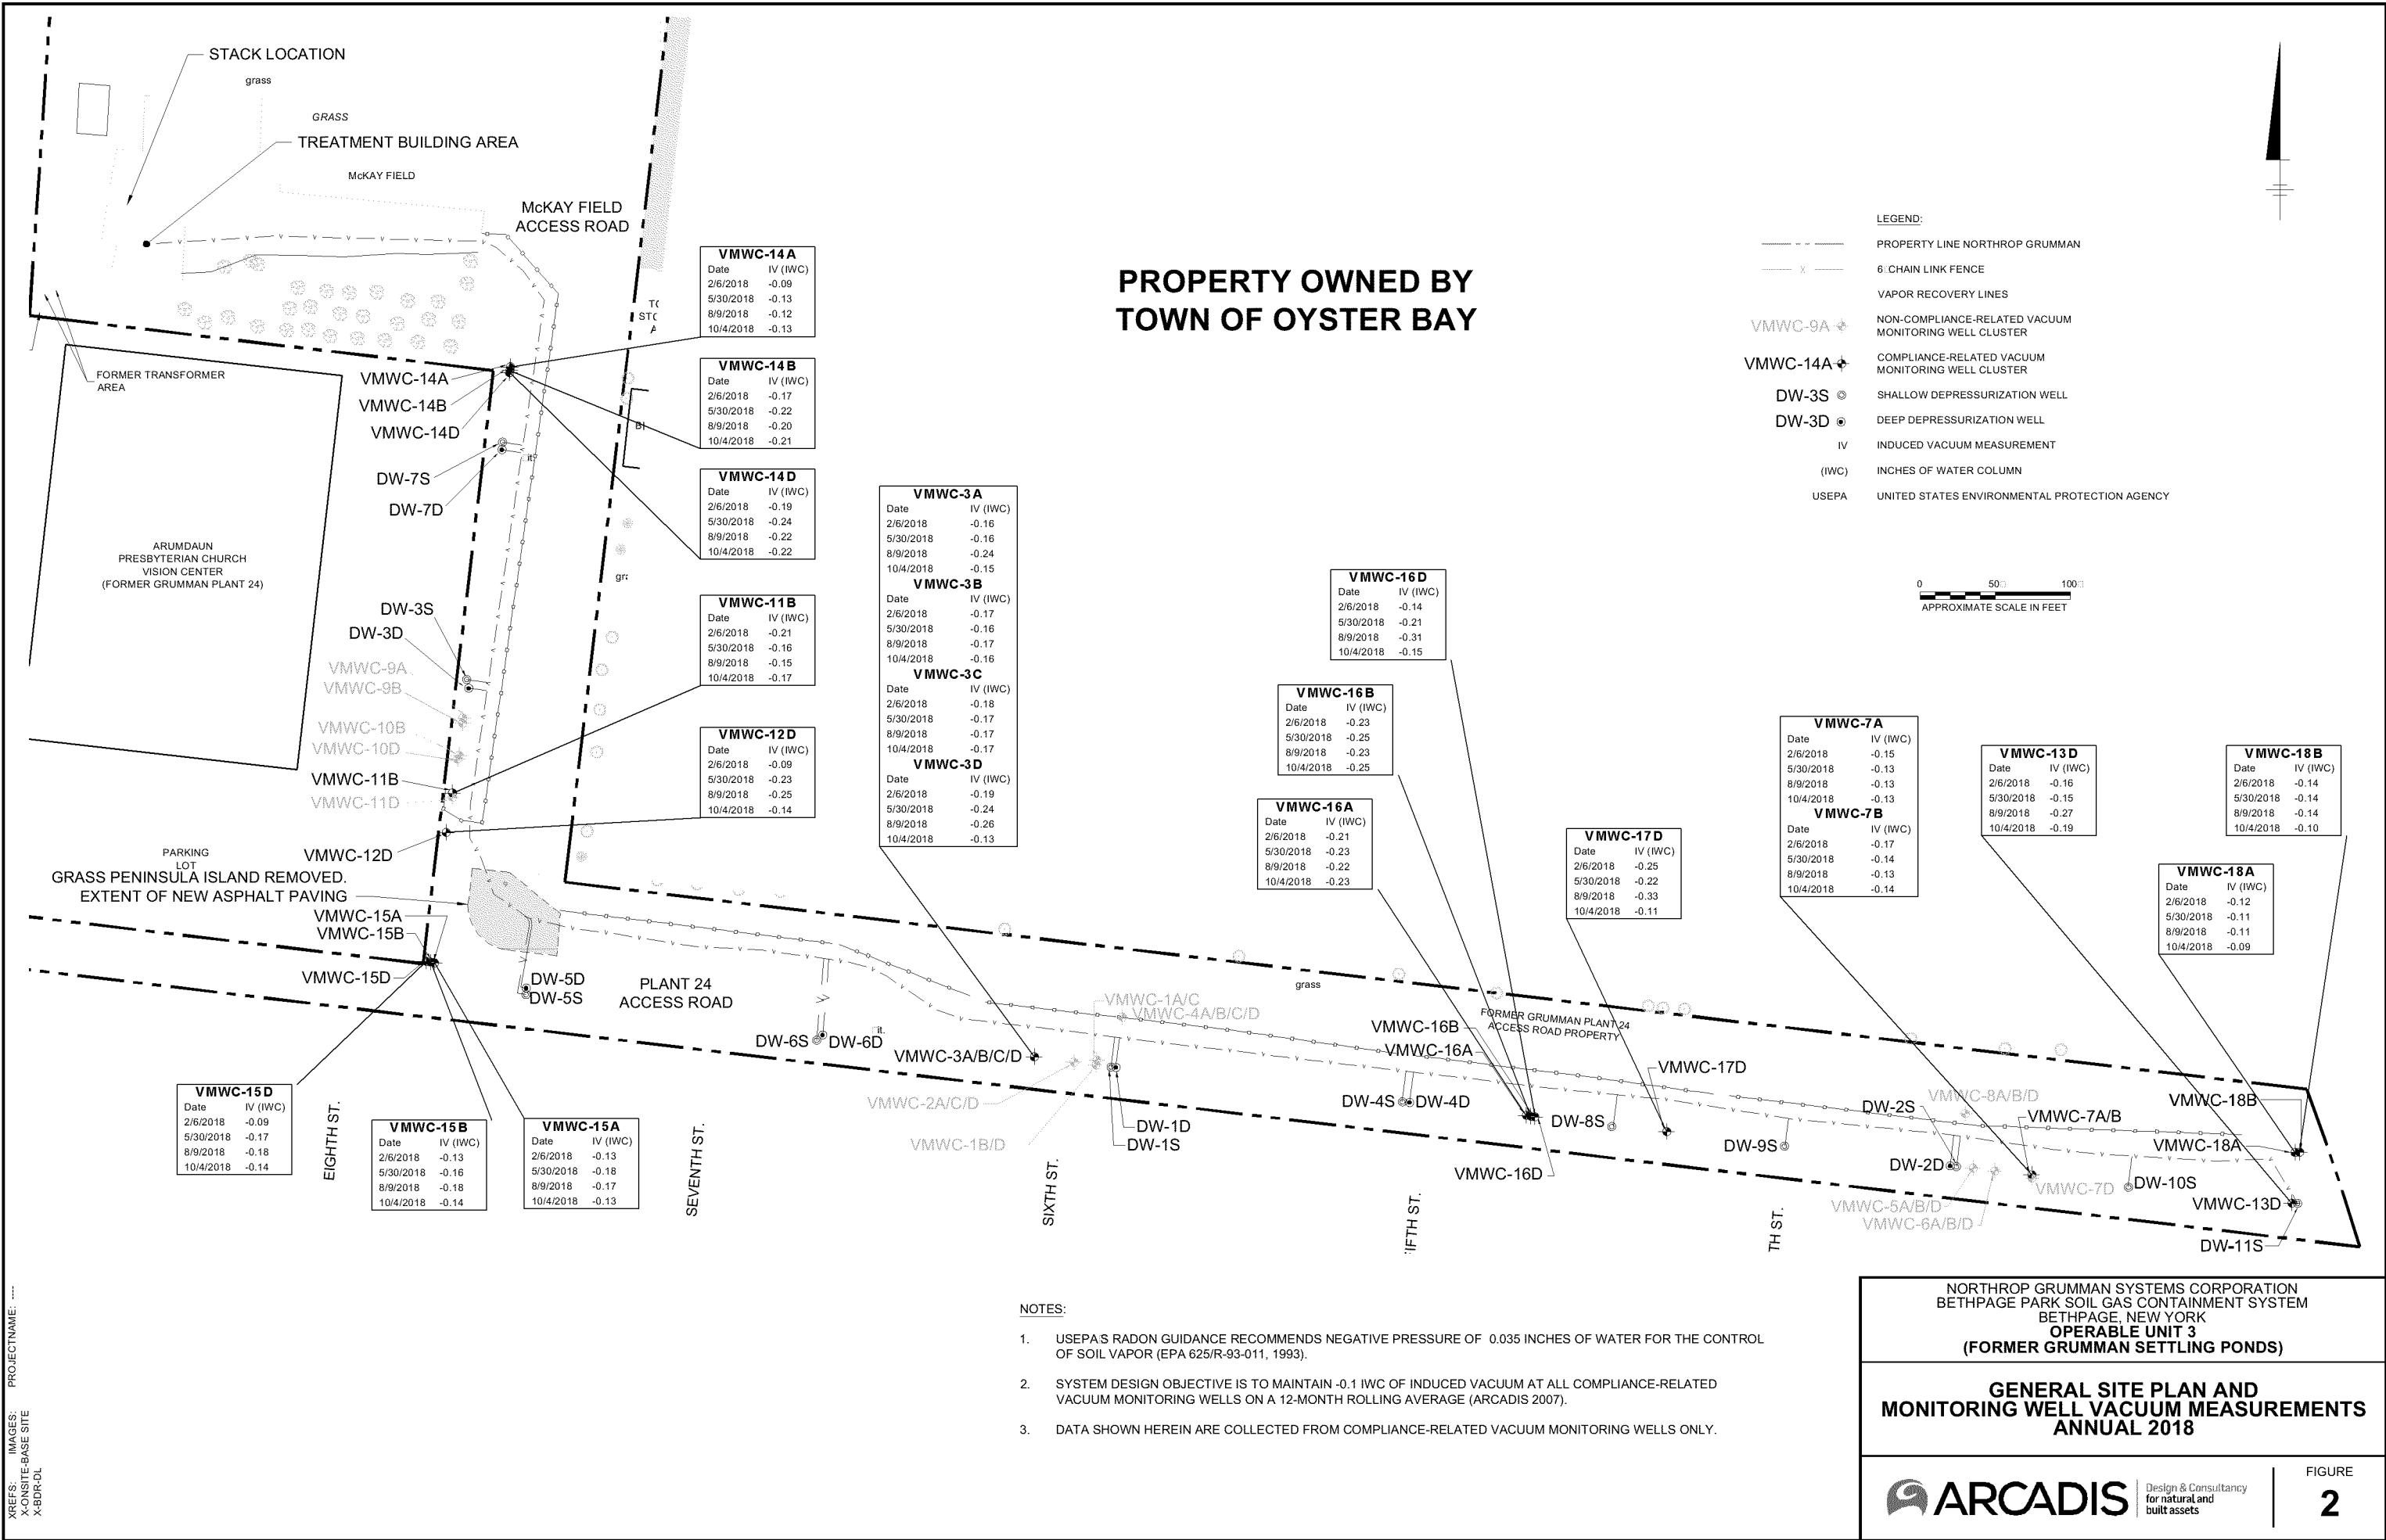 STACK LOCATION
grass
GRASS
TREATMENT BUILDING AREA
McKAY FIELD
McKAY FIELD
ACCESS ROAD
FORMER TRANSFORMER
AREA
ARUMDAUN
PRESBYTERIAN CHURCH
VISION CENTER
(FORMER GRUMMAN PLANT 24)
VMWC-14A
VMWC-14B
VMWC-14D
DW-7S
DW-7D
DW-3S
DW-3D
VMWC-9A
VMWC-9B
VMWC-10B
VMWC-10D
VMWC-11B
VMWC-11D
VMWC-12D
PARKING
LOT
GRASS PENINSULA ISLAND REMOVED.
EXTENT OF NEW ASPHALT PAVING
VMWC-15A
VMWC-15B
VMWC-15D
DW-5D
DW-5S
PLANT 24
ACCESS ROAD
VMWC-14A
Date IV (IWC)
2/6/2018 -0.09
5/30/2018 -0.13
8/9/2018 -0.12
10/4/2018 -0.13
VMWC-14B
Date IV (IWC)
2/6/2018 -0.17
5/30/2018 -0.22
8/9/2018 -0.20
10/4/2018 -0.21
VMWC-14D
Date IV (IWC)
2/6/2018 -0.19
5/30/2018 -0.24
8/9/2018 -0.22
10/4/2018 -0.22
VMWC-11B
Date IV (IWC)
2/6/2018 -0.21
5/30/2018 -0.16
8/9/2018 -0.15
10/4/2018 -0.17
VMWC-12D
Date IV (IWC)
2/6/2018 -0.09
5/30/2018 -0.23
8/9/2018 -0.25
10/4/2018 -0.14
VMWC-3A
Date IV (IWC)
2/6/2018 -0.16
5/30/2018 -0.16
8/9/2018 -0.24
10/4/2018 -0.15
VMWC-3B
Date IV (IWC)
2/6/2018 -0.17
5/30/2018 -0.16
8/9/2018 -0.17
10/4/2018 -0.16
VMWC-3C
Date IV (IWC)
2/6/2018 -0.18
5/30/2018 -0.17
8/9/2018 -0.17
10/4/2018 -0.17
VMWC-3D
Date IV (IWC)
2/6/2018 -0.19
5/30/2018 -0.24
8/9/2018 -0.26
10/4/2018 -0.13
PROPERTY OWNED BY
TOWN OF OYSTER BAY
LEGEND:
PROPERTY LINE NORTHROP GRUMMAN
6 CHAIN LINK FENCE
VAPOR RECOVERY LINES
VMWC-9A NON-COMPLIANCE-RELATED VACUUM
MONITORING WELL CLUSTER
VMWC-14A COMPLIANCE-RELATED VACUUM
MONITORING WELL CLUSTER
DW-3S SHALLOW DEPRESSURIZATION WELL
DW-3D DEEP DEPRESSURIZATION WELL
IV INDUCED VACUUM MEASUREMENT
(IWC) INCHES OF WATER COLUMN
USEPA UNITED STATES ENVIRONMENTAL PROTECTION AGENCY
0 50 100
APPROXIMATE SCALE IN FEET
VMWC-16D
Date IV (IWC)
2/6/2018 -0.14
5/30/2018 -0.21
8/9/2018 -0.31
10/4/2018 -0.15
VMWC-16B
Date IV (IWC)
2/6/2018 -0.23
5/30/2018 -0.25
8/9/2018 -0.23
10/4/2018 -0.25
VMWC-16A
Date IV (IWC)
2/6/2018 -0.21
5/30/2018 -0.23
8/9/2018 -0.22
10/4/2018 -0.23
VMWC-17D
Date IV (IWC)
2/6/2018 -0.25
5/30/2018 -0.22
8/9/2018 -0.33
10/4/2018 -0.11
VMWC-7A
Date IV (IWC)
2/6/2018 -0.15
5/30/2018 -0.13
8/9/2018 -0.13
10/4/2018 -0.13
VMWC-7B
Date IV (IWC)
2/6/2018 -0.17
5/30/2018 -0.14
8/9/2018 -0.13
10/4/2018 -0.14
VMWC-13D
Date IV (IWC)
2/6/2018 -0.16
5/30/2018 -0.15
8/9/2018 -0.27
10/4/2018 -0.19
VMWC-18B
Date IV (IWC)
2/6/2018 -0.14
5/30/2018 -0.14
8/9/2018 -0.14
10/4/2018 -0.10
VMWC-18A
Date IV (IWC)
2/6/2018 -0.12
5/30/2018 -0.11
8/9/2018 -0.11
10/4/2018 -0.09
grass
DW-6S
DW-6D
VMWC-3A/B/C/D
VMWC-1A/C
VMWC-4A/B/C/D
VMWC-2A/C/D
VMWC-1B/D
DW-1D
DW-1S
FORMER GRUMMAN PLANT 24
ACCESS ROAD PROPERTY
VMWC-16B
VMWC-16A
DW-4S
DW-4D
VMWC-16D
DW-8S
VMWC-17D
DW-9S
DW-2S
DW-2D
VMWC-8A/B/D
VMWC-7A/B
VMWC-7D
VMWC-5A/B/D
VMWC-6A/B/D
DW-10S
VMWC-18B
VMWC-18A
VMWC-13D
DW-11S
VMWC-15D
Date IV (IWC)
2/6/2018 -0.09
5/30/2018 -0.17
8/9/2018 -0.18
10/4/2018 -0.14
VMWC-15B
Date IV (IWC)
2/6/2018 -0.13
5/30/2018 -0.16
8/9/2018 -0.18
10/4/2018 -0.14
VMWC-15A
Date IV (IWC)
2/6/2018 -0.13
5/30/2018 -0.18
8/9/2018 -0.17
10/4/2018 -0.13
EIGHTH ST.
SEVENTH ST.
SIXTH ST.
IFTH ST.
TH ST.
NOTES:
1. USEPA'S RADON GUIDANCE RECOMMENDS NEGATIVE PRESSURE OF 0.035 INCHES OF WATER FOR THE CONTROL
OF SOIL VAPOR (EPA 625/R-93-011, 1993).
2. SYSTEM DESIGN OBJECTIVE IS TO MAINTAIN -0.1 IWC OF INDUCED VACUUM AT ALL COMPLIANCE-RELATED
VACUUM MONITORING WELLS ON A 12-MONTH ROLLING AVERAGE (ARCADIS 2007).
3. DATA SHOWN HEREIN ARE COLLECTED FROM COMPLIANCE-RELATED VACUUM MONITORING WELLS ONLY.
NORTHROP GRUMMAN SYSTEMS CORPORATION
BETHPAGE PARK SOIL GAS CONTAINMENT SYSTEM
BETHPAGE, NEW YORK
OPERABLE UNIT 3
(FORMER GRUMMAN SETTLING PONDS)
GENERAL SITE PLAN AND
MONITORING WELL VACUUM MEASUREMENTS
ANNUAL 2018
ARCADIS
Design & Consultancy
for natural and
built assets
FIGURE
2
XREFS: IMAGES: PROJECTNAME: ----
X-ONSITE-BASE SITE
X-BDR-DL